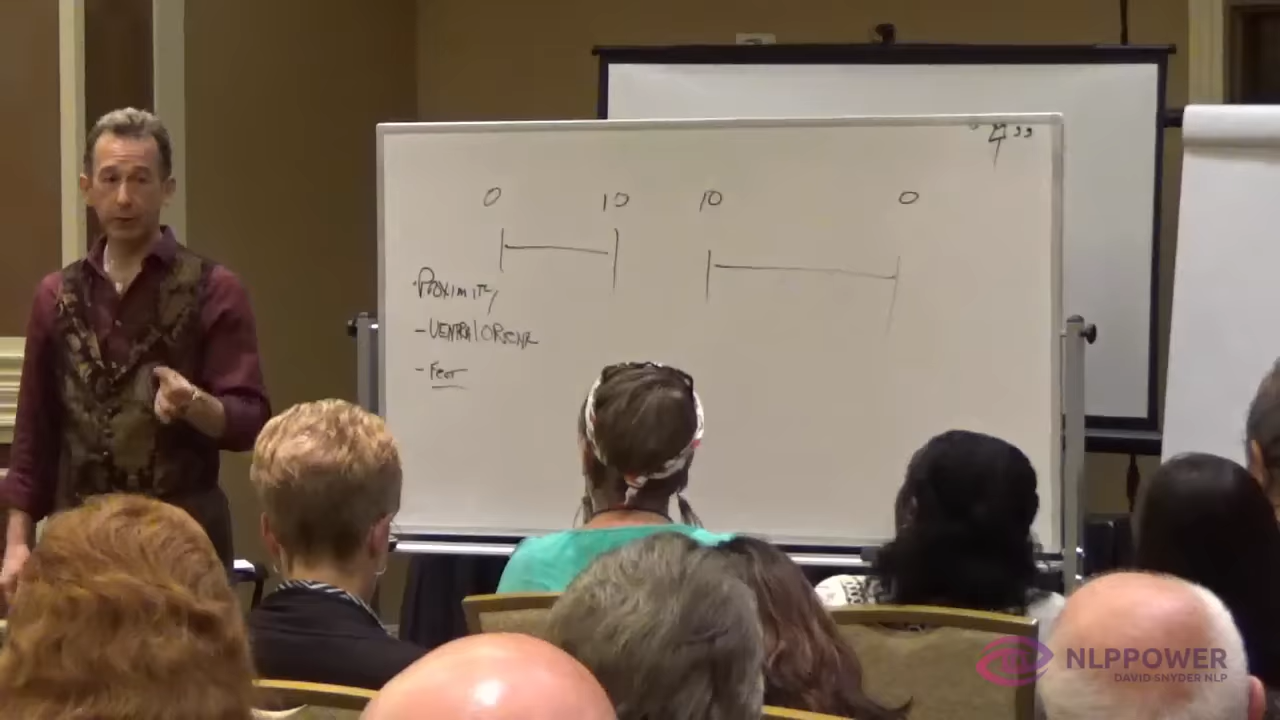 0 10 10 0
·PROXIMITY
-VENTRAL ORIENT
-FEET
NLPPOWER
DAVID SNYDER NLP